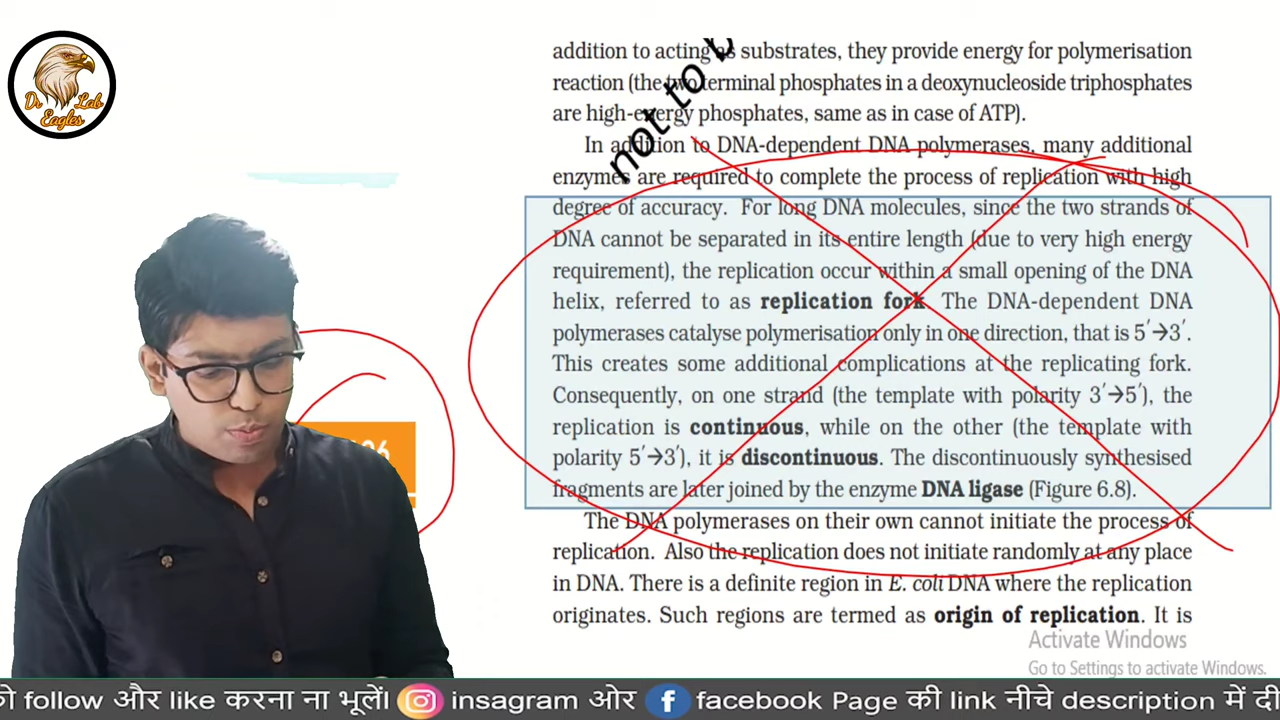 Dr Lab
Eagles
not to b
addition to acting as substrates, they provide energy for polymerisation
reaction (the two terminal phosphates in a deoxynucleoside triphosphates
are high-energy phosphates, same as in case of ATP).
In addition to DNA-dependent DNA polymerases, many additional
enzymes are required to complete the process of replication with high
degree of accuracy. For long DNA molecules, since the two strands of
DNA cannot be separated in its entire length (due to very high energy
requirement), the replication occur within a small opening of the DNA
helix, referred to as replication fork. The DNA-dependent DNA
polymerases catalyse polymerisation only in one direction, that is 5′→3′.
This creates some additional complications at the replicating fork.
Consequently, on one strand (the template with polarity 3′→5′), the
replication is continuous, while on the other (the template with
polarity 5′→3′), it is discontinuous. The discontinuously synthesised
fragments are later joined by the enzyme DNA ligase (Figure 6.8).
The DNA polymerases on their own cannot initiate the process of
replication. Also the replication does not initiate randomly at any place
in DNA. There is a definite region in E. coli DNA where the replication
originates. Such regions are termed as origin of replication. It is
Activate Windows
Go to Settings to activate Windows.
को follow और like करना ना भूलें। insagram ओर facebook Page की link नीचे description में दी